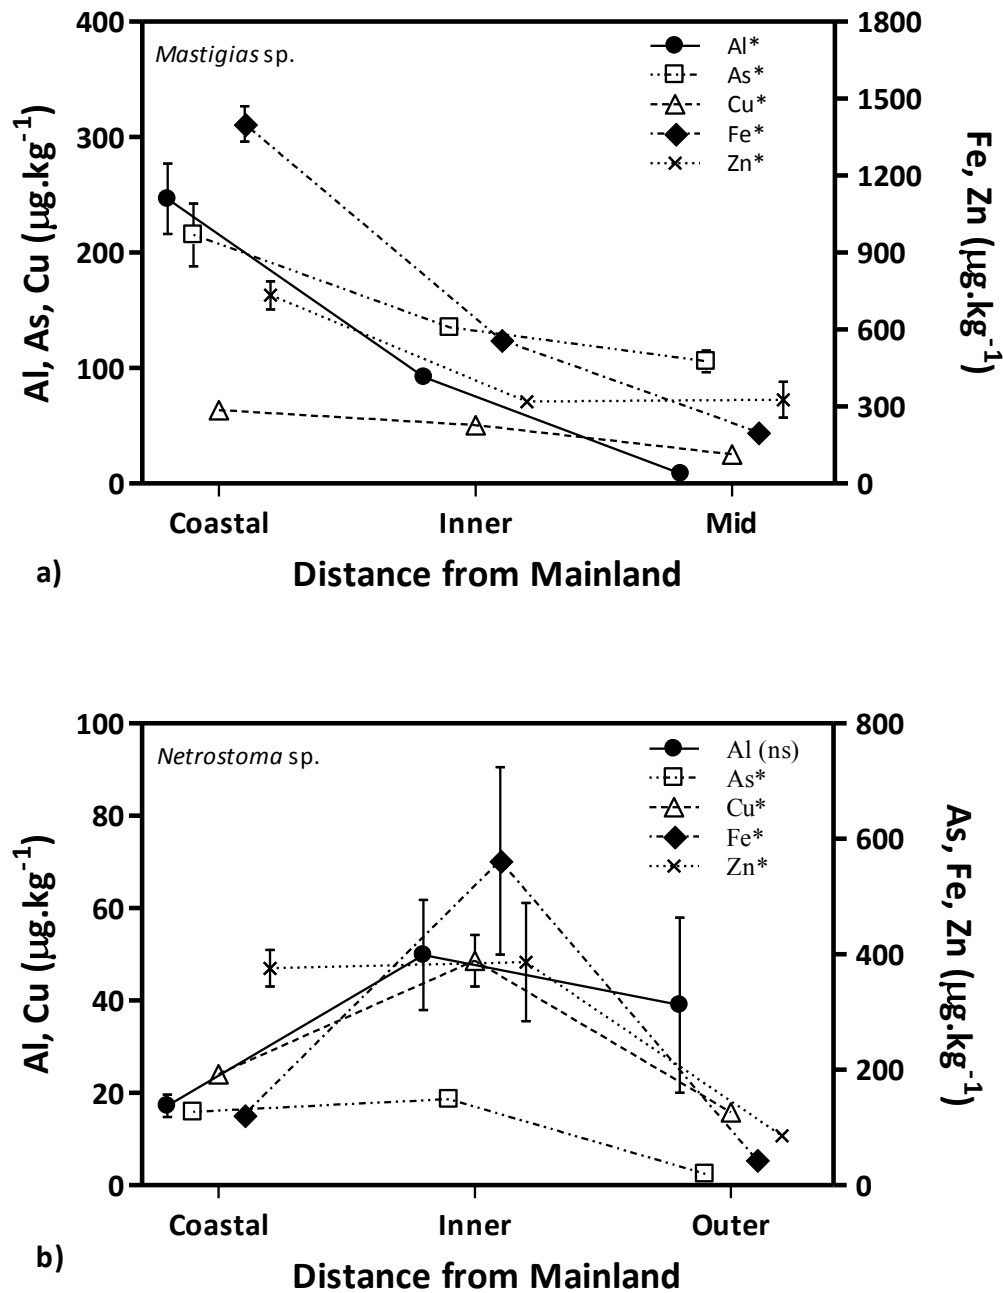 400
300
200
100
0
Al, As, Cu (µg.kg-1)
Mastigias sp.
Al*
As*
Cu*
Fe*
Zn*
1800
1500
1200
900
600
300
0
Fe, Zn (µg.kg-1)
Coastal Inner Mid
a)
Distance from Mainland
100
80
60
40
20
0
Al, Cu (µg.kg-1)
Netrostoma sp.
Al (ns)
As*
Cu*
Fe*
Zn*
800
600
400
200
0
As, Fe, Zn (µg.kg-1)
Coastal Inner Outer
b)
Distance from Mainland